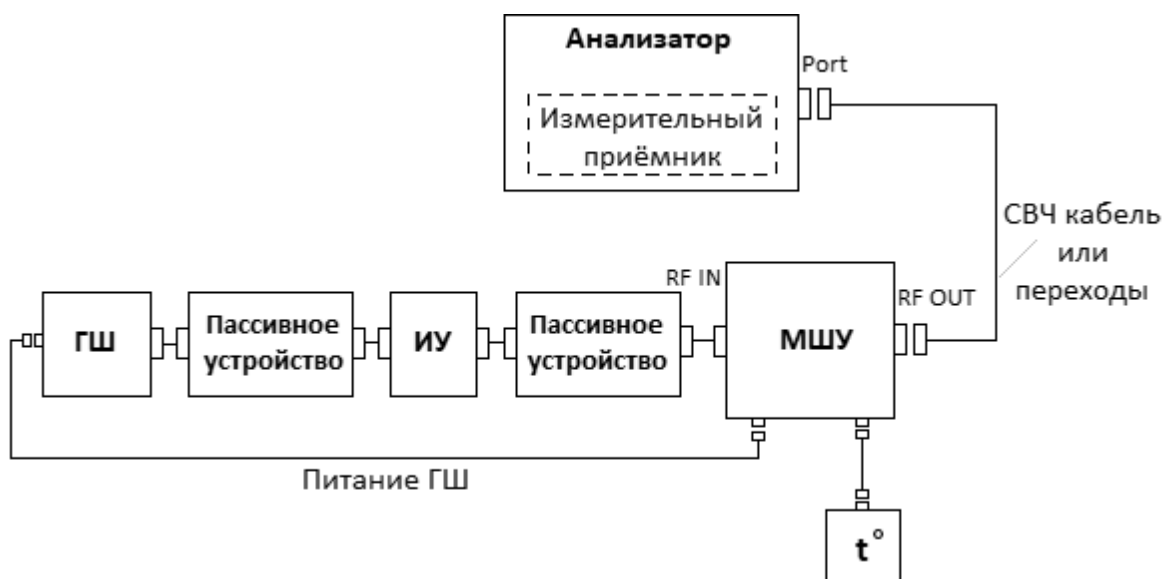 Анализатор
Port
Измерительный
приёмник
СВЧ кабель
или
переходы
RF IN
RF OUT
ГШ
Пассивное
устройство
ИУ
Пассивное
устройство
МШУ
Питание ГШ
t°